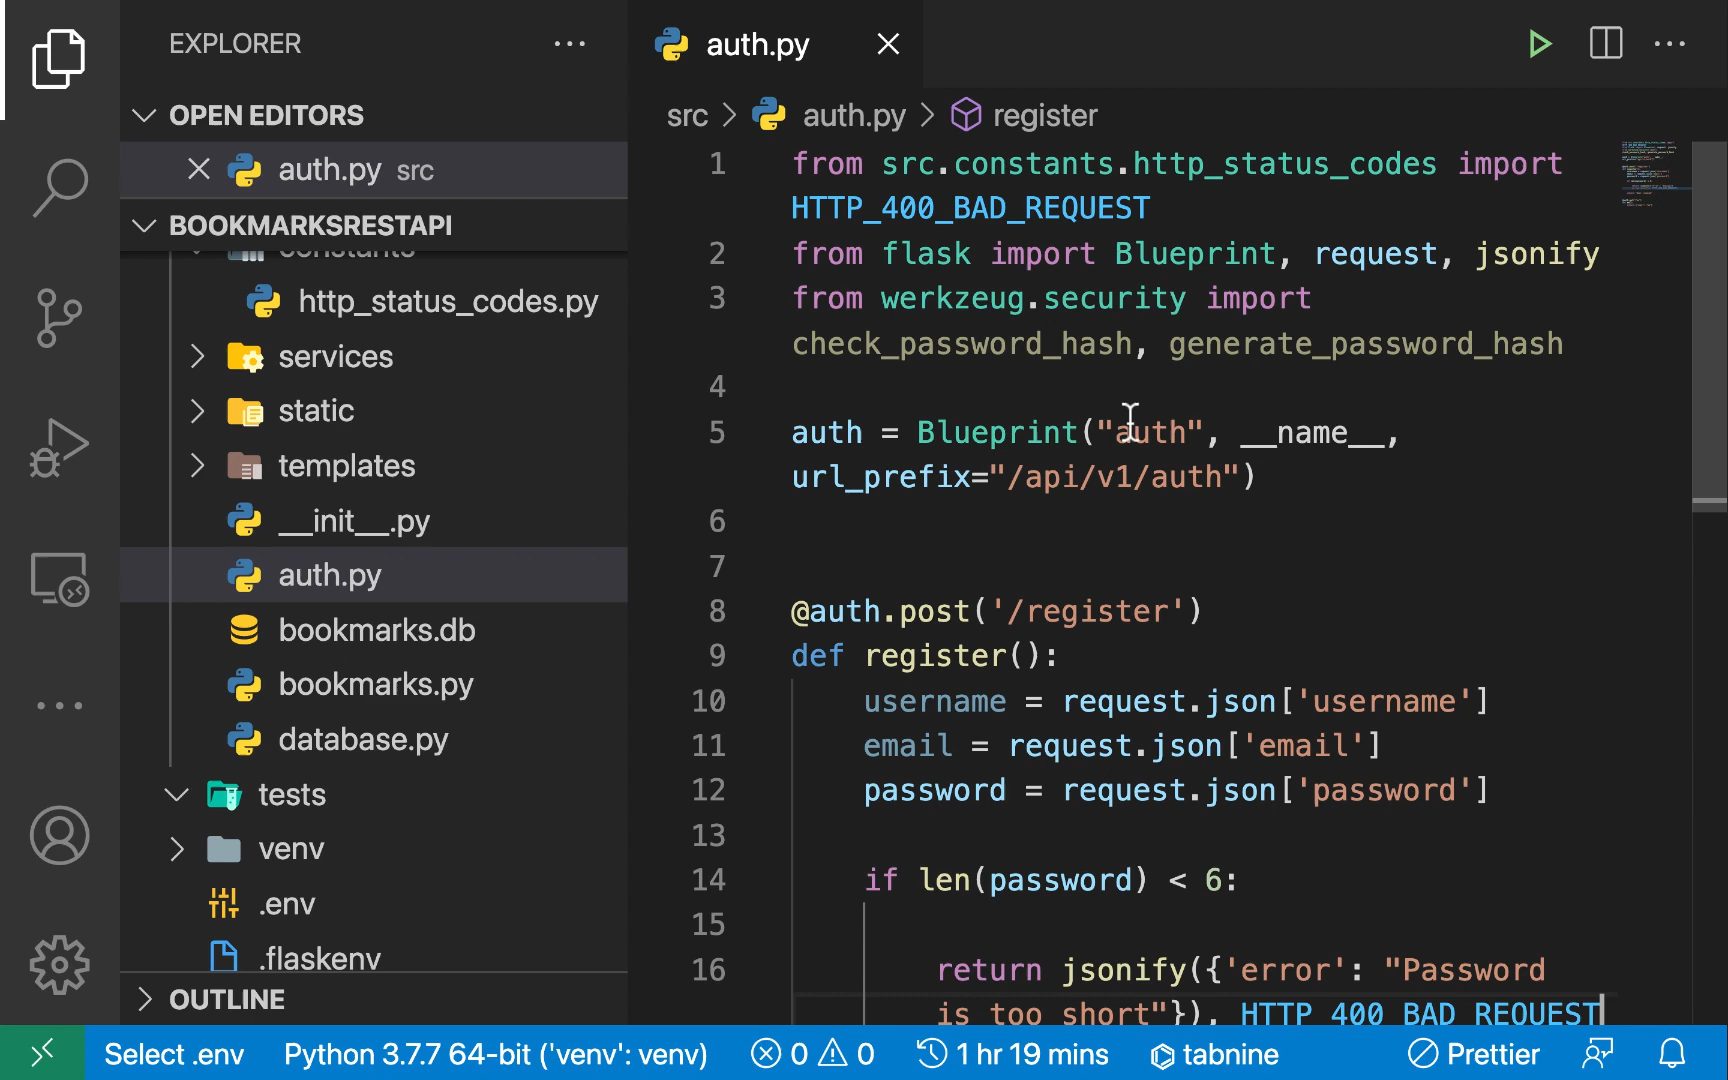 EXPLORER
OPEN EDITORS
auth.py src
BOOKMARKSRESTAPI
constants
http_status_codes.py
services
static
templates
__init__.py
auth.py
bookmarks.db
bookmarks.py
database.py
tests
venv
.env
.flaskenv
OUTLINE
auth.py
src > auth.py > register
1 from src.constants.http_status_codes import
HTTP_400_BAD_REQUEST
2 from flask import Blueprint, request, jsonify
3 from werkzeug.security import
check_password_hash, generate_password_hash
4
5 auth = Blueprint("auth", __name__,
url_prefix="/api/v1/auth")
6
7
8 @auth.post('/register')
9 def register():
10 username = request.json['username']
11 email = request.json['email']
12 password = request.json['password']
13
14 if len(password) < 6:
15
16 return jsonify({'error': "Password
is too short"}), HTTP_400_BAD_REQUEST
Select .env Python 3.7.7 64-bit ('venv': venv) 0 0 1 hr 19 mins tabnine Prettier